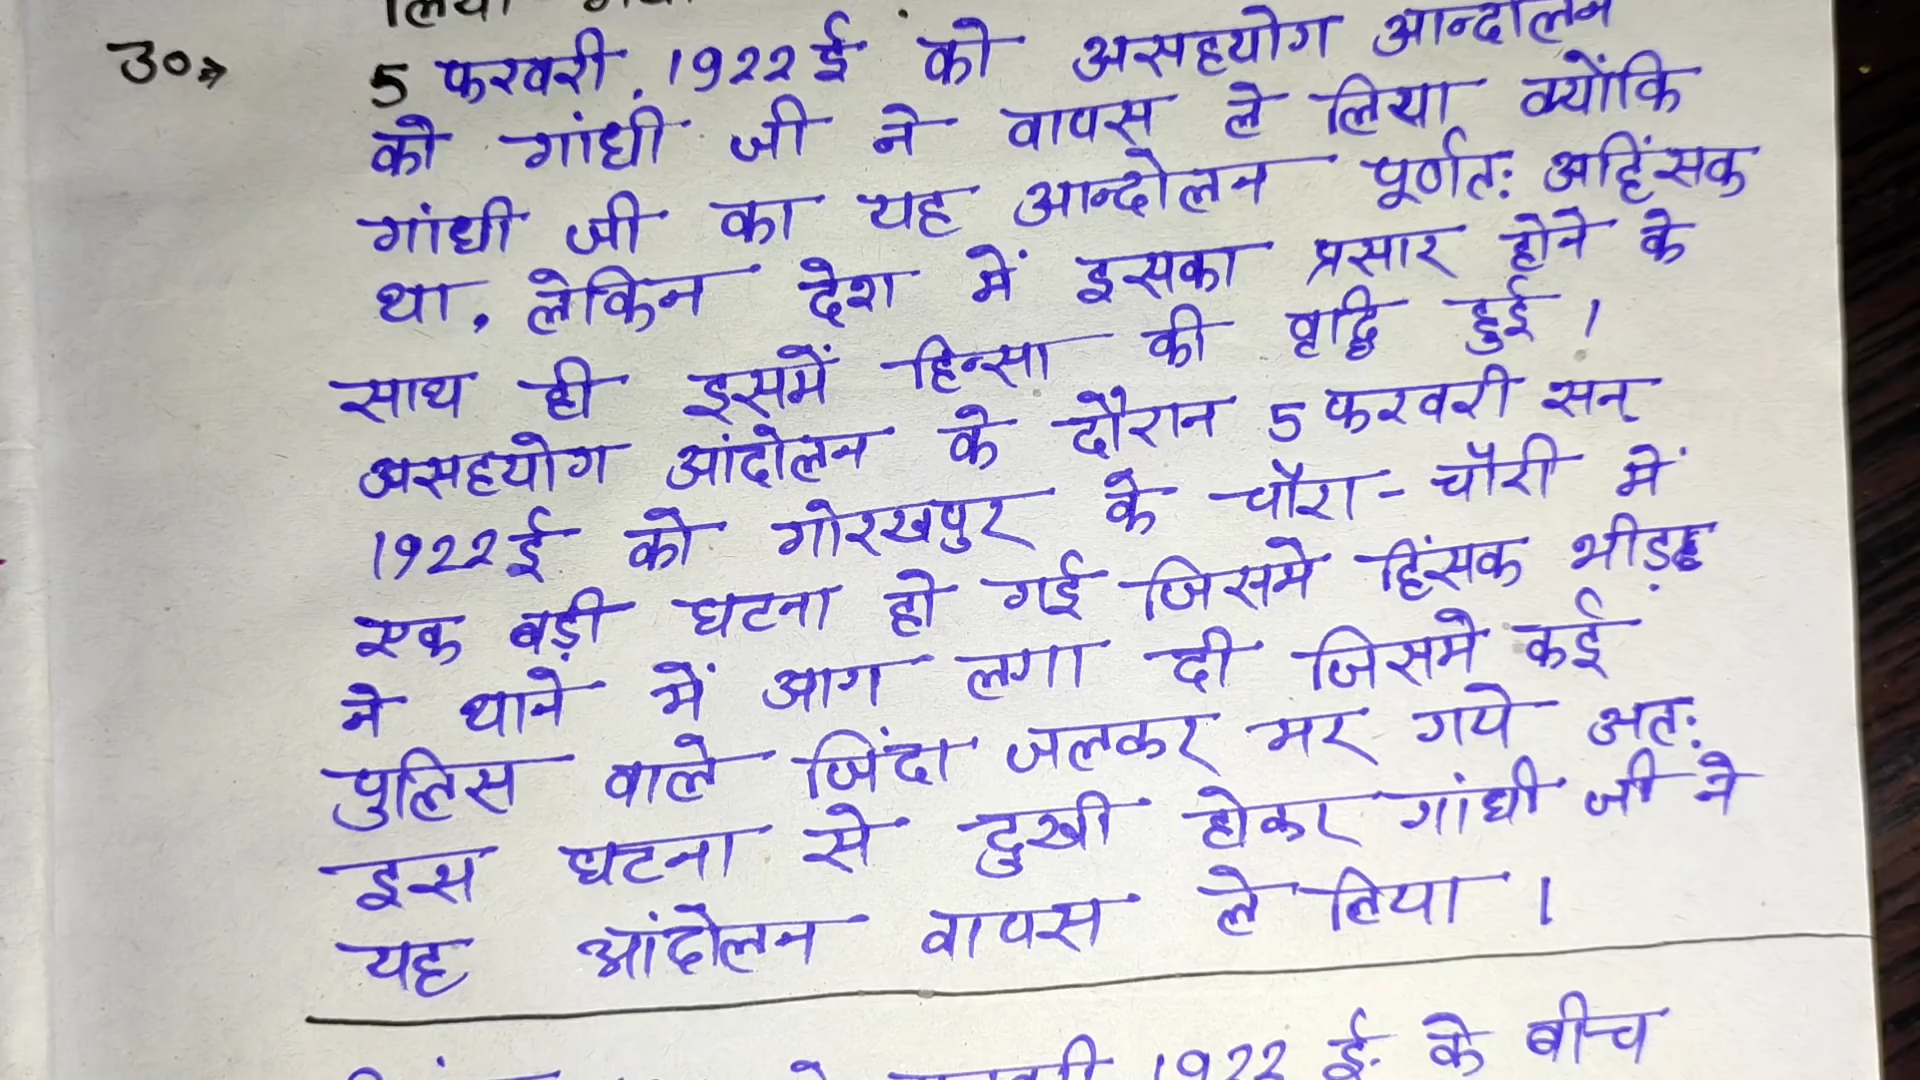 लिया
उ०→ 5 फरवरी, 1922 ई को असहयोग आन्दोलन
को गांधी जी ने वापस ले लिया क्योंकि
गांधी जी का यह आन्दोलन पूर्णतः अहिंसक
था, लेकिन देश में इसका प्रसार होने के
साथ ही इसमें हिन्सा की वृद्धि हुई ।
असहयोग आंदोलन के दौरान 5 फरवरी सन्
1922 ई को गोरखपुर के चौरा-चौरी में
एक बड़ी घटना हो गई जिसमे हिंसक भीड़
ने थाने में आग लगा दी जिसमे कई
पुलिस वाले जिंदा जलकर मर गये अतः
इस घटना से दुखी होकर गांधी जी ने
यह आंदोलन वापस ले लिया ।
1922 ई. के बीच